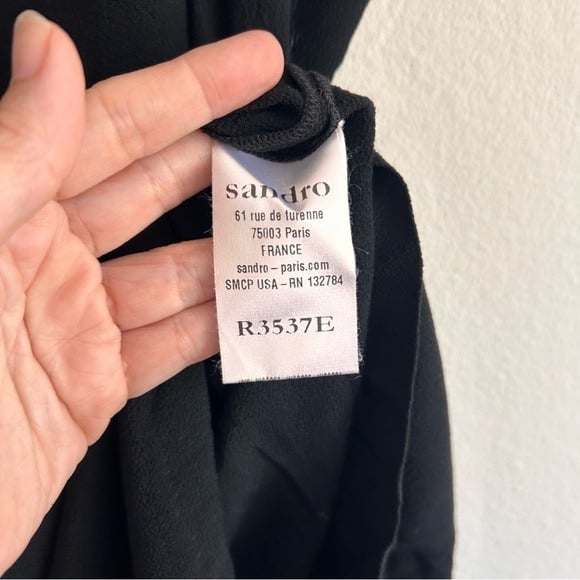 sandro
61 rue de turenne
75003 Paris
FRANCE
sandro - paris.com
SMCP USA - RN 132784
R3537E